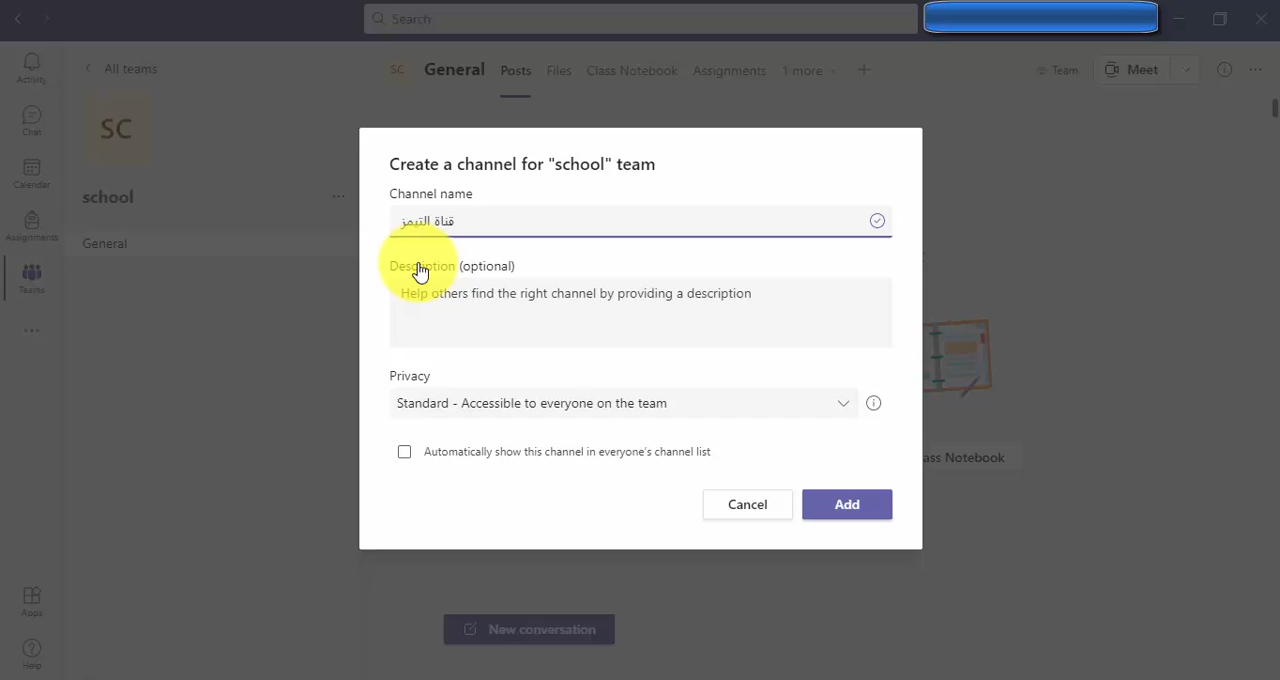 Search
Activity
Chat
Calendar
Assignments
Teams
Apps
Help
All teams
SC
school
General
SC
General
Posts
Files
Class Notebook
Assignments
1 more
Team
Meet
Create a channel for "school" team
Channel name
قناة التيمز
Description (optional)
Help others find the right channel by providing a description
Privacy
Standard - Accessible to everyone on the team
Automatically show this channel in everyone's channel list
Cancel
Add
Notebook
New conversation